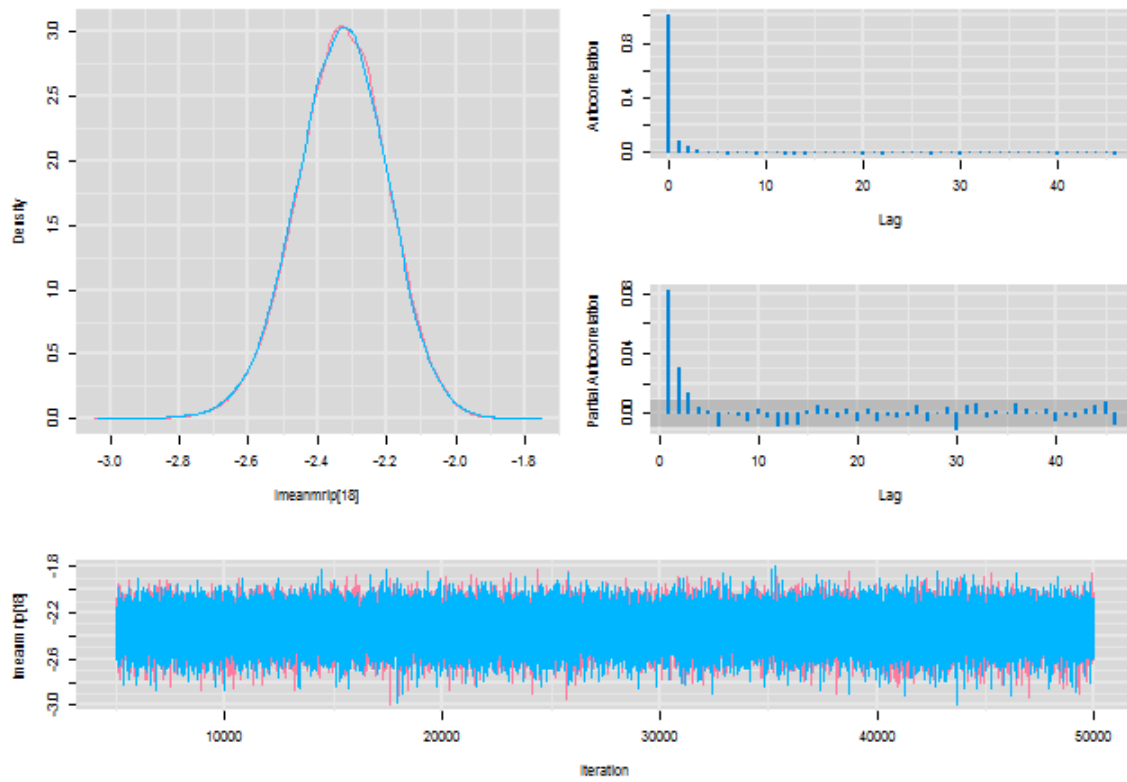 3.0
2.0
1.5
1.0
0.5
0.0
Density
-3.0 -2.8 -2.6 -2.4 -2.2 -2.0 -1.8
lmeanmrip[18]
0.8
0.4
0.0
Autocorrelation
0 10 20 30 40
Lag
0.08
0.04
0.00
Partial Autocorrelation
0 10 20 30 40
Lag
-1.8
-2.2
-2.6
-3.0
lmeanmrip[18]
10000 20000 30000 40000 50000
Iteration